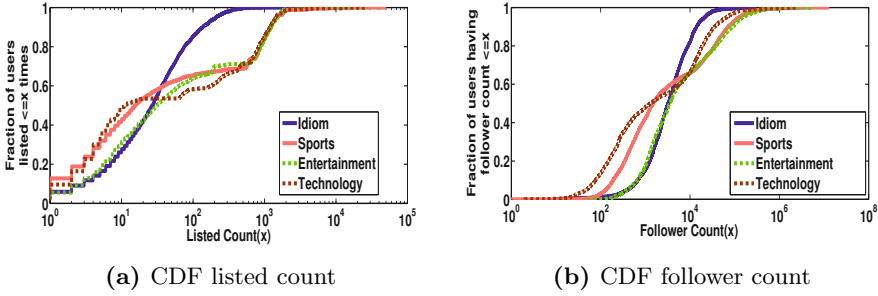 Fraction of users
listed <=x times
1
0.8
0.6
0.4
0.2
0
Idiom
Sports
Entertainment
Technology
10^0
10^1
10^2
10^3
10^4
10^5
Listed Count(x)
(a) CDF listed count
Fraction of users having
follower count <=x
1
0.8
0.6
0.4
0.2
0
Idiom
Sports
Entertainment
Technology
10^0
10^2
10^4
10^6
10^8
Follower Count(x)
(b) CDF follower count